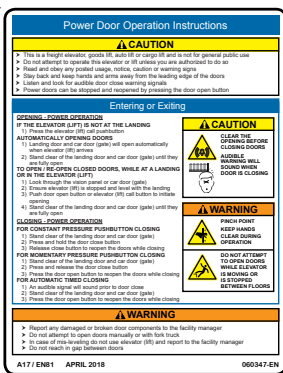 Power Door Operation Instructions
CAUTION
➤ This is a freight elevator, goods lift, auto lift or cargo lift and is not for general public use
➤ Do not attempt to operate this elevator or lift unless you are authorized to do so
➤ Read and obey any posted usage, notice, caution or warning signs
➤ Stay back and keep hands and arms away from the leading edge of the doors
➤ Listen and look for audible door close warning signals
➤ Power doors can be stopped and reopened by pressing the door open button
Entering or Exiting
OPENING - POWER OPERATION
IF THE ELEVATOR (LIFT) IS NOT AT THE LANDING
1) Press the elevator (lift) call pushbutton
AUTOMATICALLY OPENING DOORS
1) Landing door and car door (gate) will open automatically
when elevator (lift) arrives
2) Stand clear of the landing and car door (gate) until they
are fully open
TO OPEN / RE-OPEN CLOSED DOORS, WHILE AT A LANDING
OR IN THE ELEVATOR (LIFT)
1) Look through the vision panel or car door (gate)
2) Ensure elevator (lift) is stopped and level with the landing
3) Push door open button or elevator (lift) call button to initiate
opening
4) Stand clear of the landing and car door (gate) until they
are fully open
CLOSING - POWER OPERATION
FOR CONSTANT PRESSURE PUSHBUTTON CLOSING
1) Stand clear of the landing and car door (gate)
2) Press and hold the door close button
3) Release close button to reopen the doors while closing
FOR MOMENTARY PRESSURE PUSHBUTTON CLOSING
1) Stand clear of the landing and car door (gate)
2) Press and release the door close button
3) Press the door open button to reopen the doors while closing
FOR AUTOMATIC TIMED CLOSING
1) An audible signal will sound prior to door close
2) Stand clear of the landing and car door (gate)
3) Press the door open button to reopen the doors while closing
CAUTION
CLEAR THE
OPENING BEFORE
CLOSING DOORS
AUDIBLE
WARNING WILL
SOUND WHEN
DOOR IS CLOSING
WARNING
PINCH POINT
KEEP HANDS
CLEAR DURING
OPERATION
DO NOT ATTEMPT
TO OPEN DOORS
WHILE ELEVATOR
IS MOVING OR
IS STOPPED
BETWEEN FLOORS
WARNING
➤ Report any damaged or broken door components to the facility manager
➤ Do not attempt to open doors manually or with fork truck
➤ In case of mis-leveling do not use elevator (lift) and report to the facility manager
➤ Do not reach in gap between doors
A17 / EN81 APRIL 2018 060347-EN